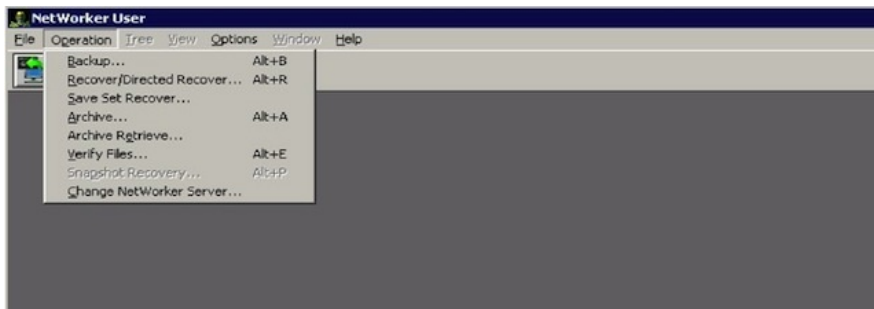 NetWorker User
File Operation Tree View Options Window Help
Backup... Alt+B
Recover/Directed Recover... Alt+R
Save Set Recover...
Archive... Alt+A
Archive Retrieve...
Verify Files... Alt+E
Snapshot Recovery... Alt+P
Change NetWorker Server...